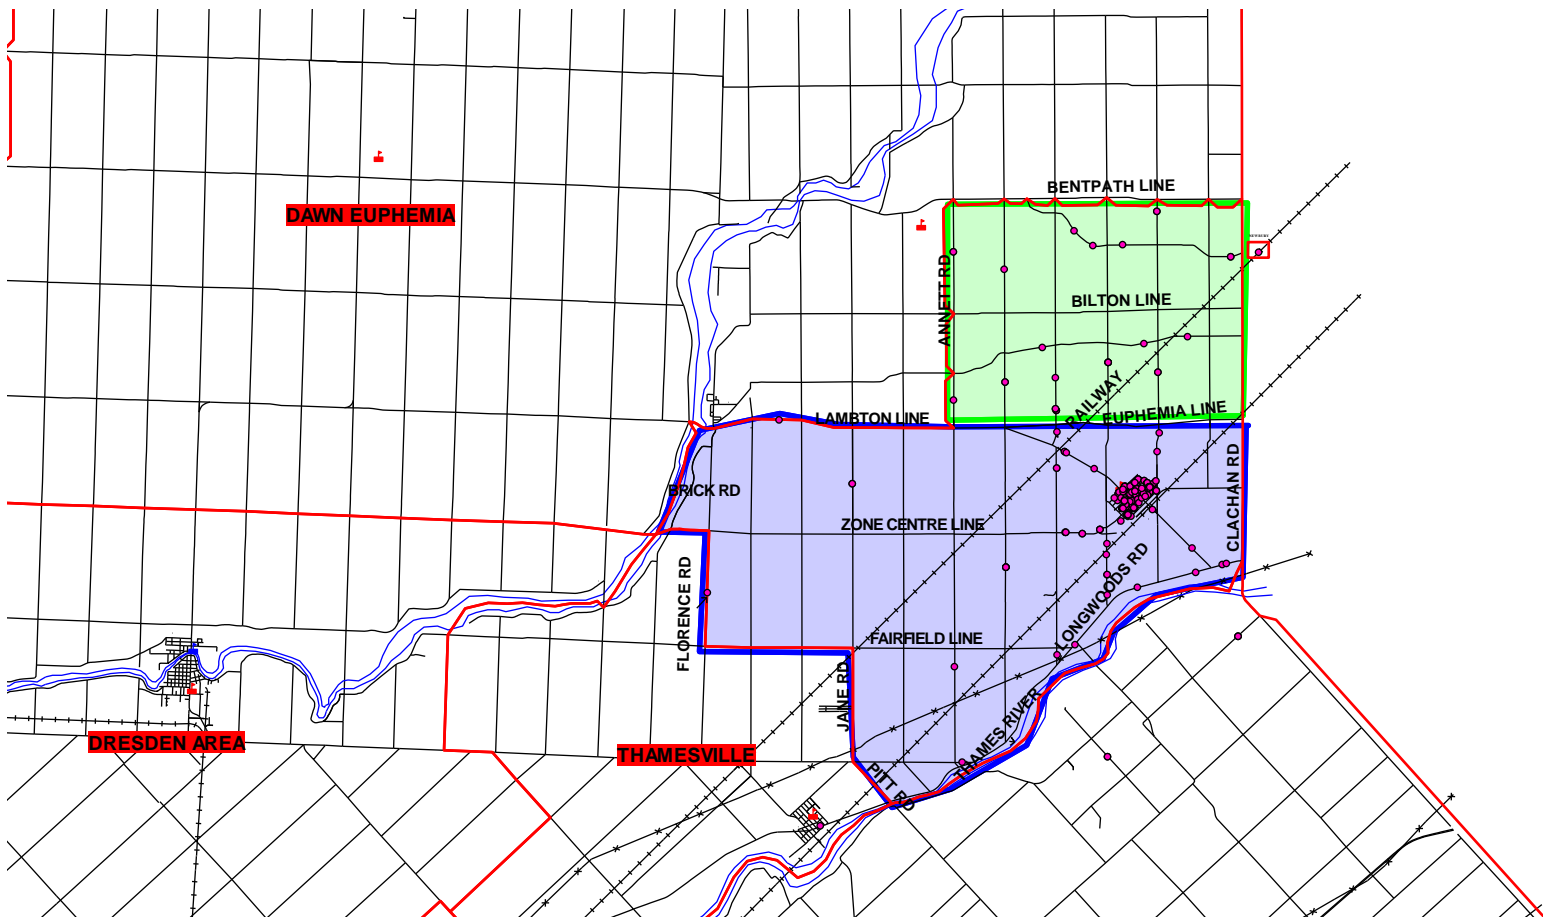 BENTPATH LINE
DAWN EUPHEMIA
ANNETT RD
BILTON LINE
RAILWAY
EUPHEMIA LINE
LAMBTON LINE
BRICK RD
CLACHAN RD
ZONE CENTRE LINE
FLORENCE RD
LONGWOODS RD
FAIRFIELD LINE
JANE RD
THAMES RIVER
DRESDEN AREA
THAMESVILLE
PITT RD